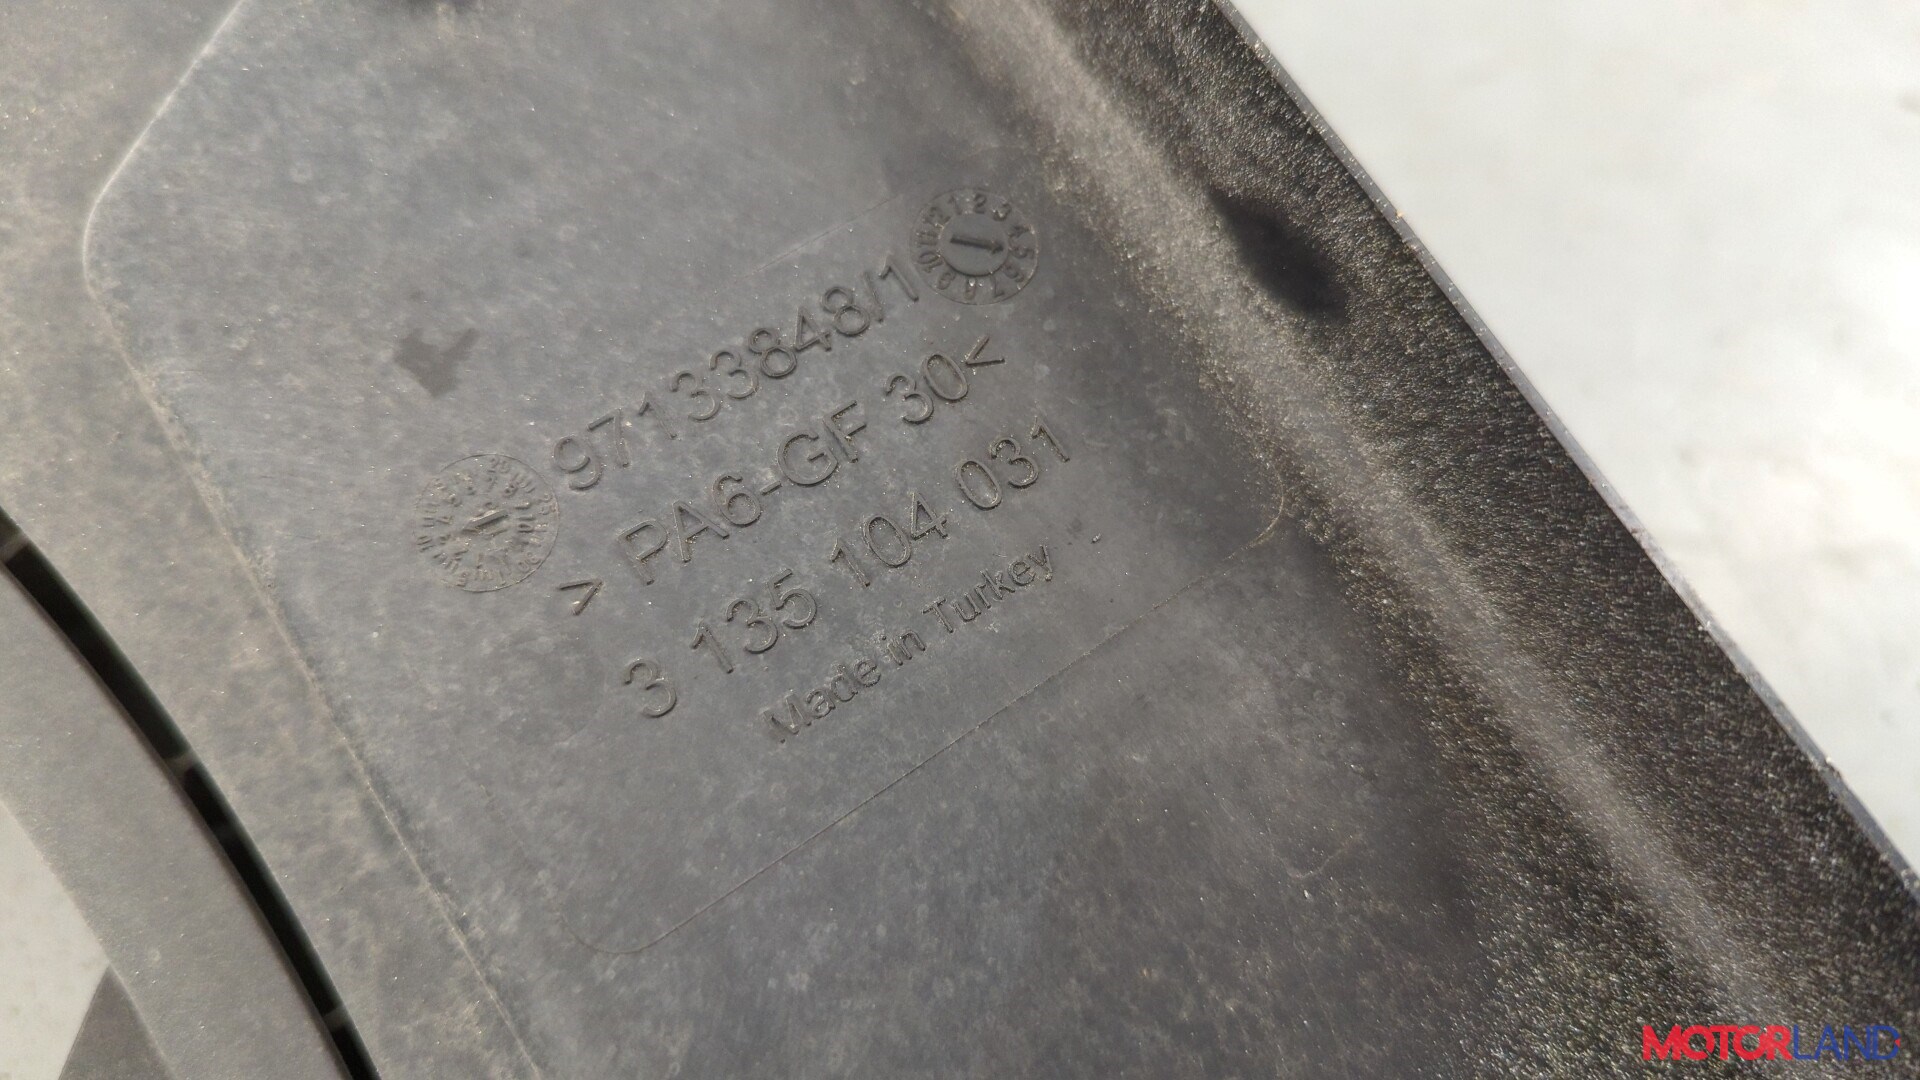 97133848/1
> PA6-GF 30<
3 135 104 031
Made in Turkey
MOTORLAND